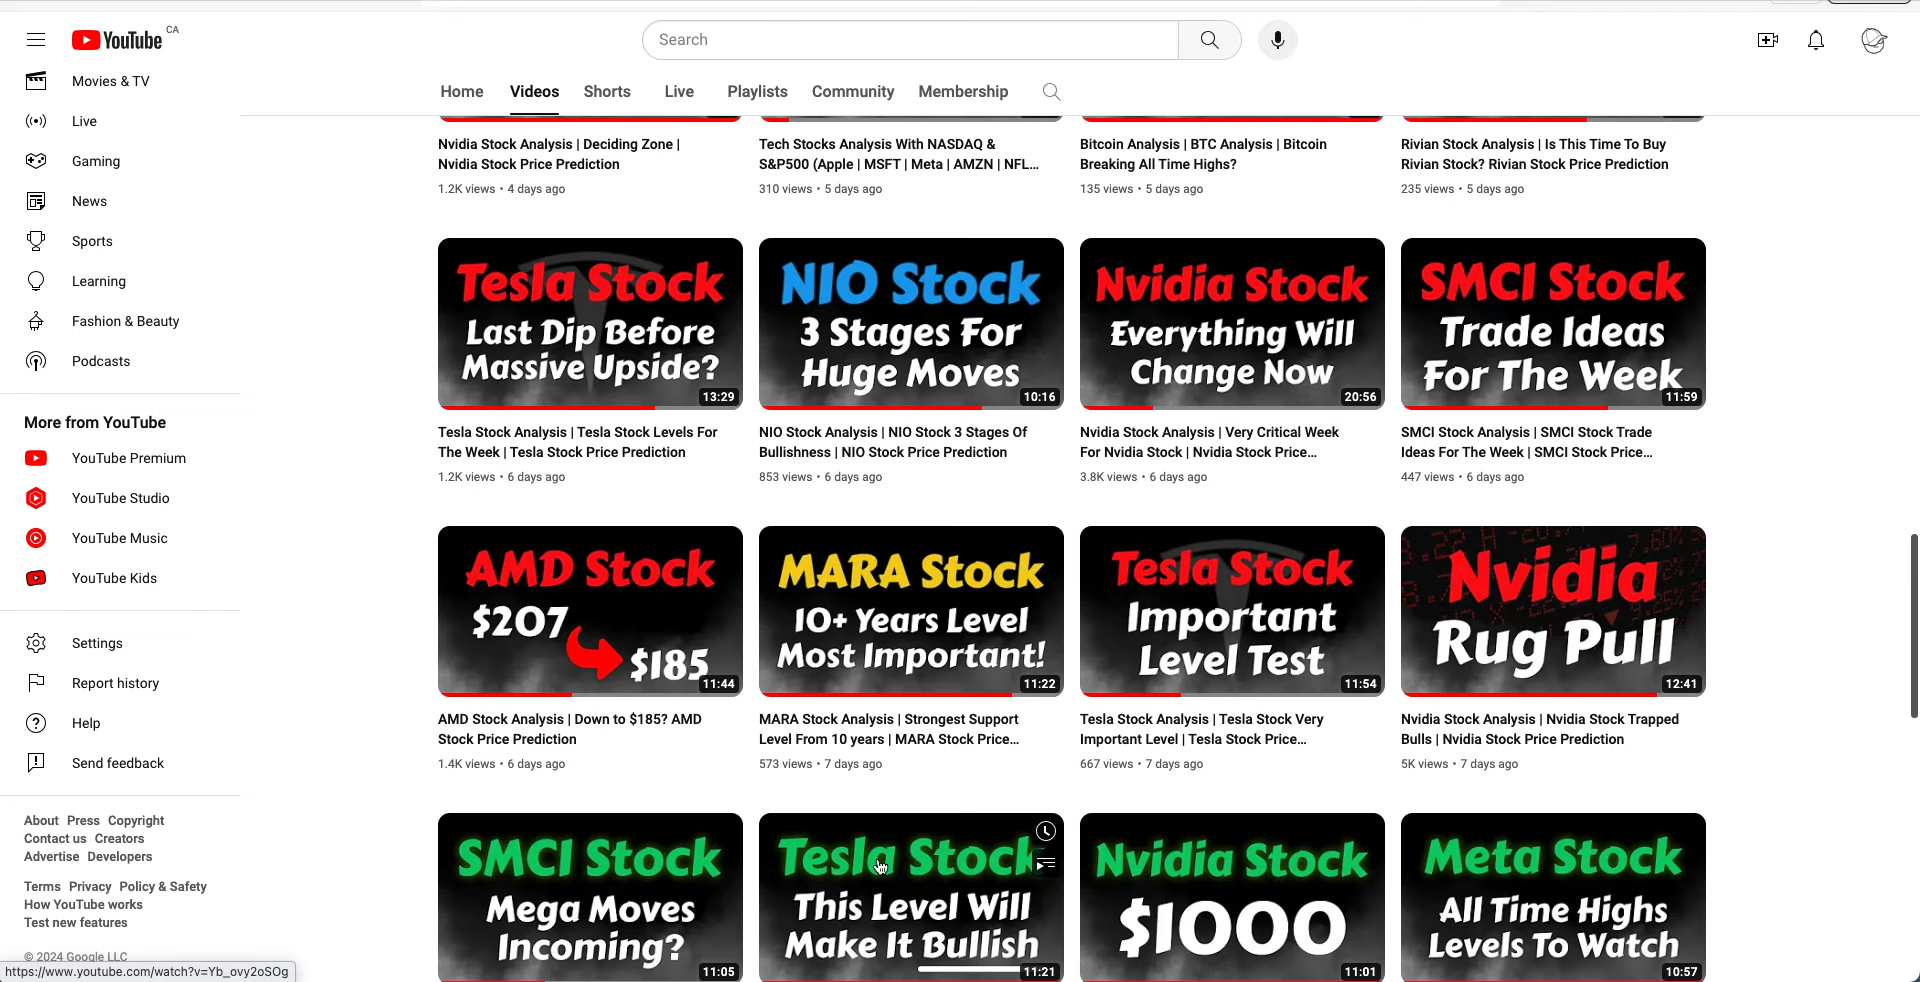 YouTube CA
Search
Movies & TV
Live
Gaming
News
Sports
Learning
Fashion & Beauty
Podcasts
More from YouTube
YouTube Premium
YouTube Studio
YouTube Music
YouTube Kids
Settings
Report history
Help
Send feedback
About Press Copyright
Contact us Creators
Advertise Developers
Terms Privacy Policy & Safety
How YouTube works
Test new features
© 2024 Google LLC
https://www.youtube.com/watch?v=Yb_ovy2oSOg
Home Videos Shorts Live Playlists Community Membership
Nvidia Stock Analysis | Deciding Zone |
Nvidia Stock Price Prediction
1.2K views • 4 days ago
Tech Stocks Analysis With NASDAQ &
S&P500 (Apple | MSFT | Meta | AMZN | NFL...
310 views • 5 days ago
Bitcoin Analysis | BTC Analysis | Bitcoin
Breaking All Time Highs?
135 views • 5 days ago
Rivian Stock Analysis | Is This Time To Buy
Rivian Stock? Rivian Stock Price Prediction
235 views • 5 days ago
Tesla Stock
Last Dip Before
Massive Upside?
13:29
Tesla Stock Analysis | Tesla Stock Levels For
The Week | Tesla Stock Price Prediction
1.2K views • 6 days ago
NIO Stock
3 Stages For
Huge Moves
10:16
NIO Stock Analysis | NIO Stock 3 Stages Of
Bullishness | NIO Stock Price Prediction
853 views • 6 days ago
Nvidia Stock
Everything Will
Change Now
20:56
Nvidia Stock Analysis | Very Critical Week
For Nvidia Stock | Nvidia Stock Price...
3.8K views • 6 days ago
SMCI Stock
Trade Ideas
For The Week
11:59
SMCI Stock Analysis | SMCI Stock Trade
Ideas For The Week | SMCI Stock Price...
447 views • 6 days ago
AMD Stock
$207
$185
11:44
AMD Stock Analysis | Down to $185? AMD
Stock Price Prediction
1.4K views • 6 days ago
MARA Stock
10+ Years Level
Most Important!
11:22
MARA Stock Analysis | Strongest Support
Level From 10 years | MARA Stock Price...
573 views • 7 days ago
Tesla Stock
Important
Level Test
11:54
Tesla Stock Analysis | Tesla Stock Very
Important Level | Tesla Stock Price...
667 views • 7 days ago
Nvidia
Rug Pull
12:41
Nvidia Stock Analysis | Nvidia Stock Trapped
Bulls | Nvidia Stock Price Prediction
5K views • 7 days ago
SMCI Stock
Mega Moves
Incoming?
11:05
Tesla Stock
This Level Will
Make It Bullish
11:21
Nvidia Stock
$1000
11:01
Meta Stock
All Time Highs
Levels To Watch
10:57